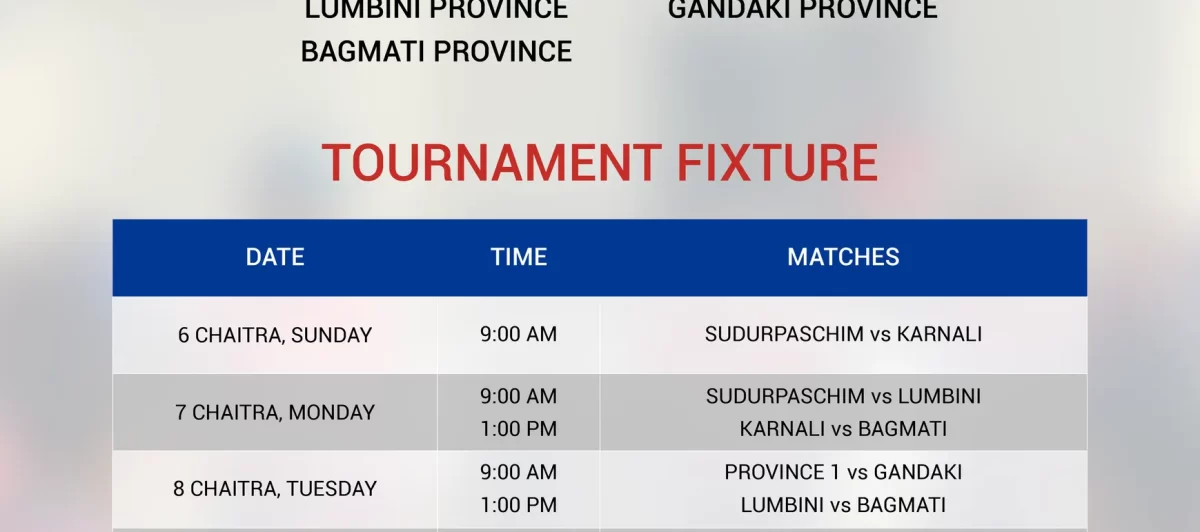 LUMBINI PROVINCE GANDAKI PROVINCE
BAGMATI PROVINCE
TOURNAMENT FIXTURE
DATE TIME MATCHES
6 CHAITRA, SUNDAY 9:00 AM SUDURPASCHIM vs KARNALI
7 CHAITRA, MONDAY
9:00 AM SUDURPASCHIM vs LUMBINI
1:00 PM KARNALI vs BAGMATI
8 CHAITRA, TUESDAY
9:00 AM PROVINCE 1 vs GANDAKI
1:00 PM LUMBINI vs BAGMATI